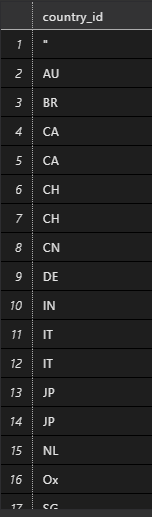 country_id
1 "
2 AU
3 BR
4 CA
5 CA
6 CH
7 CH
8 CN
9 DE
10 IN
11 IT
12 IT
13 JP
14 JP
15 NL
16 Ox
17 SG